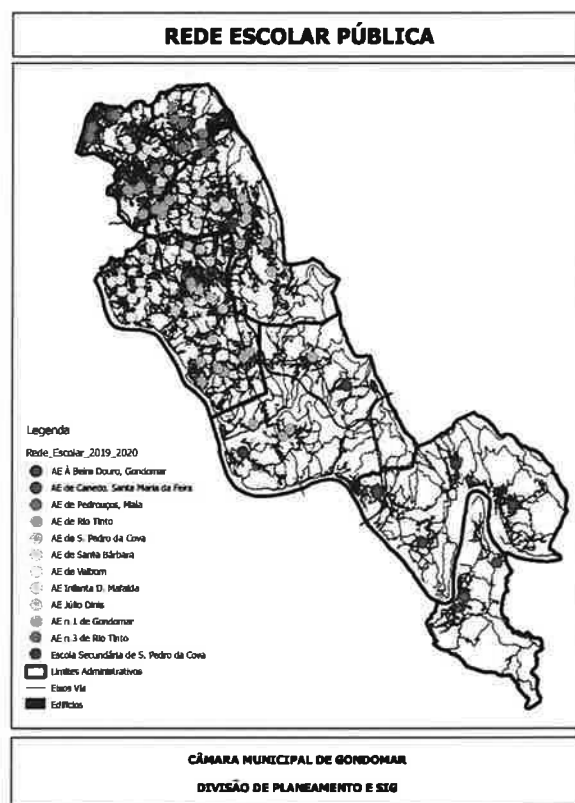 REDE ESCOLAR PÚBLICA
Legenda
Rede_Escolar_2019_2020
AE À Beira Douro, Gondomar
AE de Canedo, Santa Maria da Feira
AE de Pedrouços, Maia
AE de Rio Tinto
AE de S. Pedro da Cova
AE de Santa Bárbara
AE de Valbom
AE Infanta D. Mafalda
AE Júlio Dinis
AE n.1 de Gondomar
AE n.3 de Rio Tinto
Escola Secundária de S. Pedro da Cova
Limites Administrativos
Eixos Via
Edifícios
CÂMARA MUNICIPAL DE GONDOMAR
DIVISÃO DE PLANEAMENTO E SIG